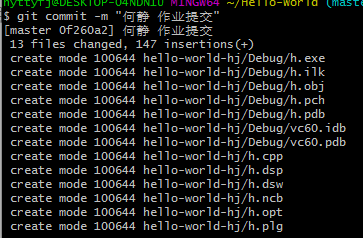 hyttyfj@DESKTOP-04NDNIU MINGW64 ~/Hello-World (master
$ git commit -m "何静 作业提交"
[master 0f260a2] 何静 作业提交
 13 files changed, 147 insertions(+)
 create mode 100644 hello-world-hj/Debug/h.exe
 create mode 100644 hello-world-hj/Debug/h.ilk
 create mode 100644 hello-world-hj/Debug/h.obj
 create mode 100644 hello-world-hj/Debug/h.pch
 create mode 100644 hello-world-hj/Debug/h.pdb
 create mode 100644 hello-world-hj/Debug/vc60.idb
 create mode 100644 hello-world-hj/Debug/vc60.pdb
 create mode 100644 hello-world-hj/h.cpp
 create mode 100644 hello-world-hj/h.dsp
 create mode 100644 hello-world-hj/h.dsw
 create mode 100644 hello-world-hj/h.ncb
 create mode 100644 hello-world-hj/h.opt
 create mode 100644 hello-world-hj/h.plg